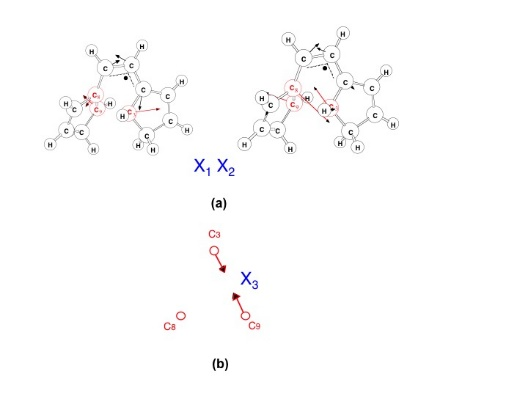 H H H H
C C C C
C C H C H
H H C C C C H
C C H C H C C C C H
H C C H H H H H C C H H H H
H H
X₁ X₂
(a)
C3
X₃
C8 C9
(b)